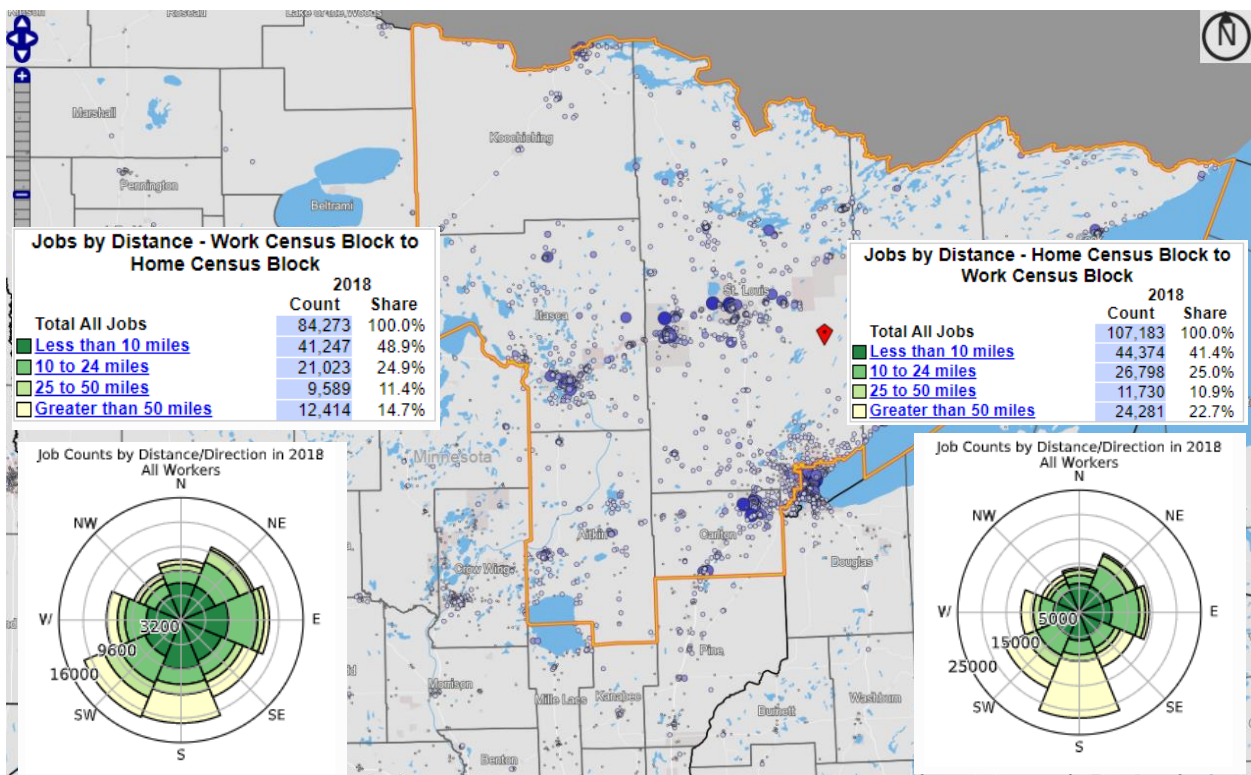 Roseau
Lake of the Woods
N
Marshall
Koochiching
Pennington
Beltrami
Jobs by Distance - Work Census Block to
Home Census Block
2018
Count Share
Total All Jobs 84,273 100.0%
Less than 10 miles 41,247 48.9%
10 to 24 miles 21,023 24.9%
25 to 50 miles 9,589 11.4%
Greater than 50 miles 12,414 14.7%
Jobs by Distance - Home Census Block to
Work Census Block
2018
Count Share
Total All Jobs 107,183 100.0%
Less than 10 miles 44,374 41.4%
10 to 24 miles 26,798 25.0%
25 to 50 miles 11,730 10.9%
Greater than 50 miles 24,281 22.7%
St. Louis
Itasca
Minnesota
Aitkin
Carlton
Crow Wing
Douglas
Pine
Morrison
Mille Lacs
Kanabec
Burnett
Washburn
Benton
Job Counts by Distance/Direction in 2018
All Workers
N
NW
NE
W
E
3200
9600
16000
SW
SE
S
Job Counts by Distance/Direction in 2018
All Workers
N
NW
NE
W
E
5000
15000
25000
SW
SE
S